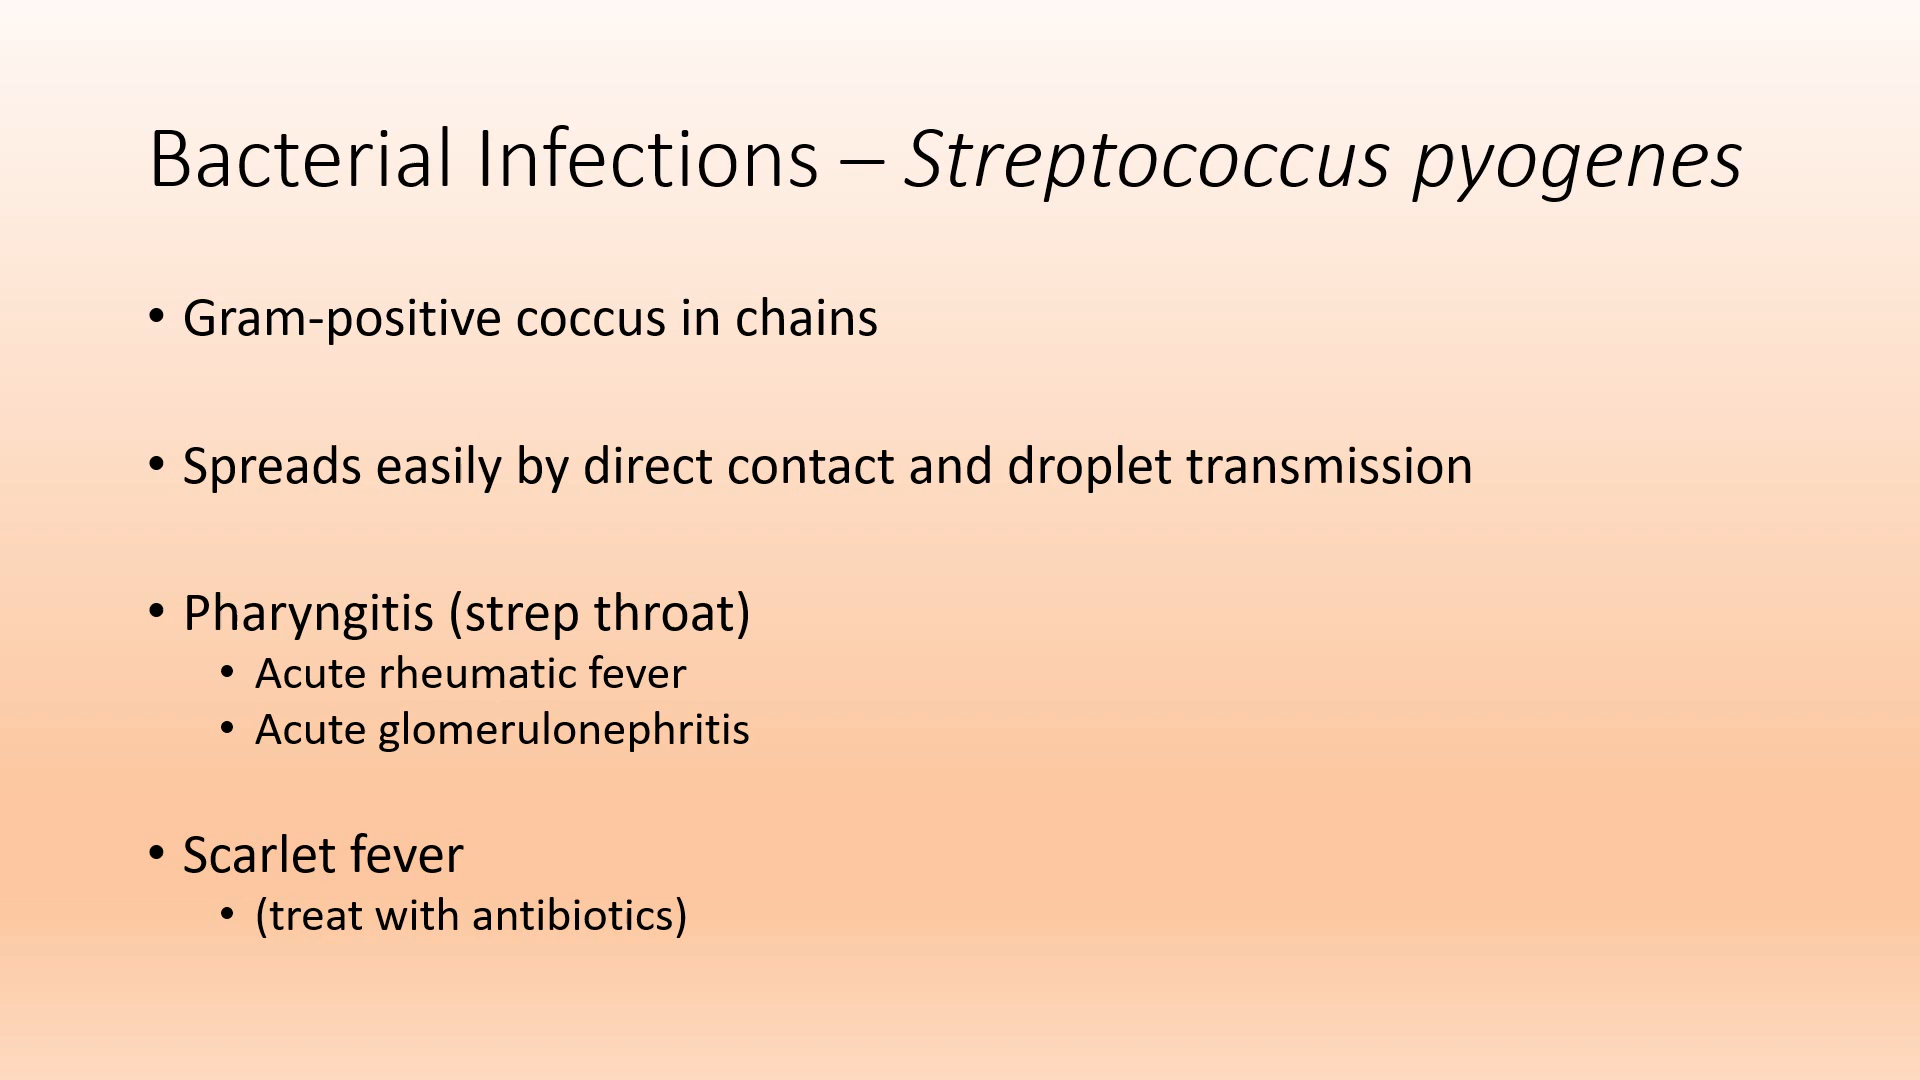 Bacterial Infections – Streptococcus pyogenes
• Gram-positive coccus in chains
• Spreads easily by direct contact and droplet transmission
• Pharyngitis (strep throat)
• Acute rheumatic fever
• Acute glomerulonephritis
• Scarlet fever
• (treat with antibiotics)